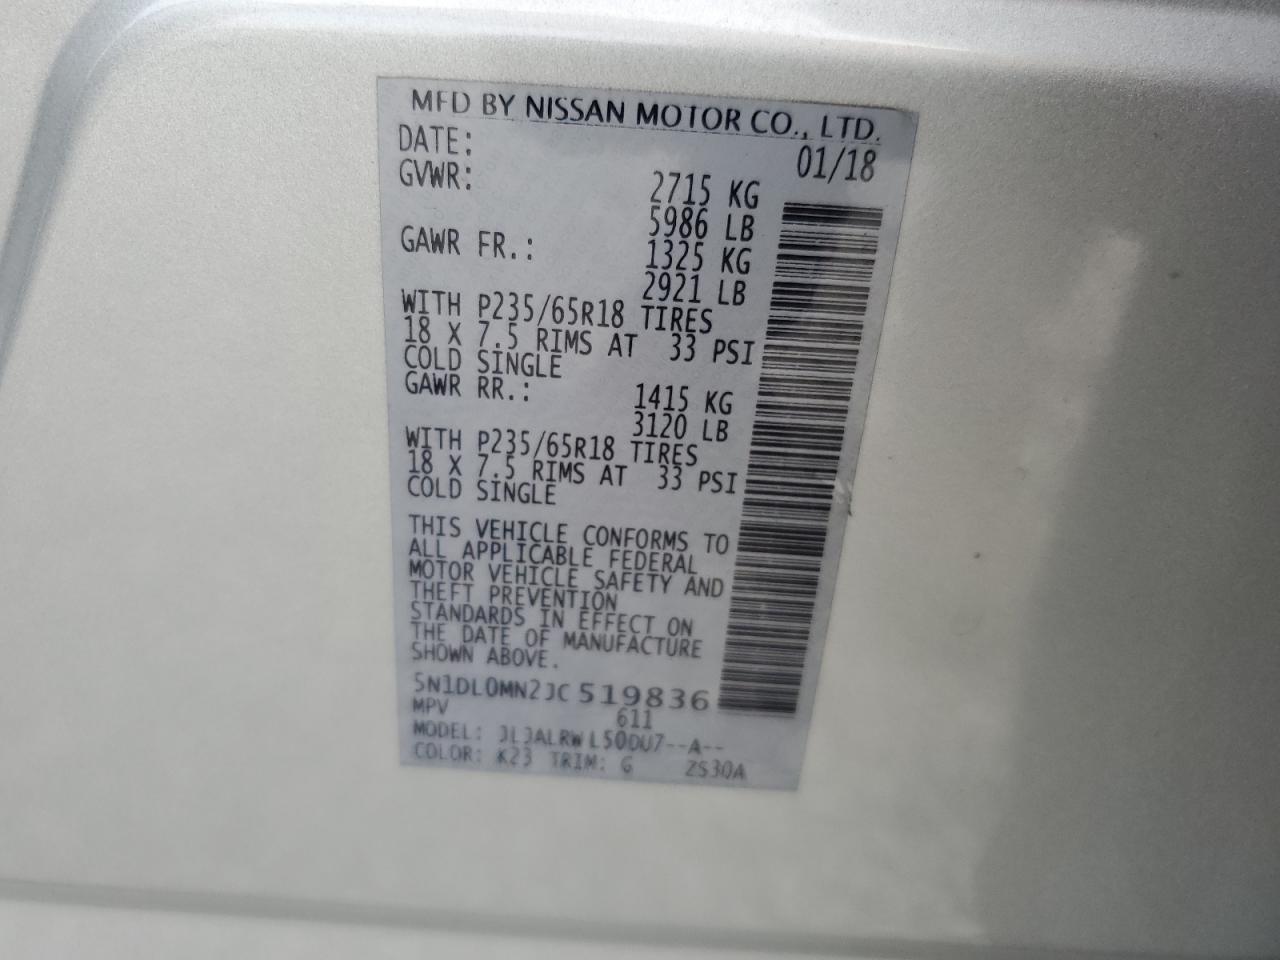 MFD BY NISSAN MOTOR CO., LTD.
DATE: 01/18
GVWR: 2715 KG
5986 LB
GAWR FR.: 1325 KG
2921 LB
WITH P235/65R18 TIRES
18 X 7.5 RIMS AT 33 PSI
COLD SINGLE
GAWR RR.: 1415 KG
3120 LB
WITH P235/65R18 TIRES
18 X 7.5 RIMS AT 33 PSI
COLD SINGLE
THIS VEHICLE CONFORMS TO
ALL APPLICABLE FEDERAL
MOTOR VEHICLE SAFETY AND
THEFT PREVENTION
STANDARDS IN EFFECT ON
THE DATE OF MANUFACTURE
SHOWN ABOVE.
5N1DL0MN2JC519836
MPV 611
MODEL: JLJALRWL50DU7--A--
COLOR: K23 TRIM: G 2S30A